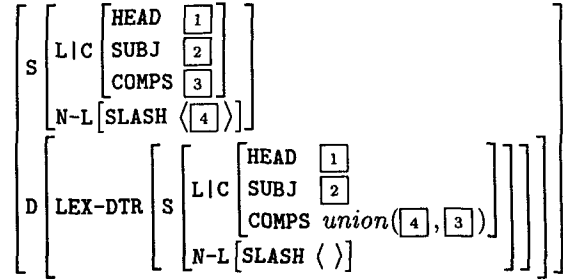 HEAD 1
S L|C SUBJ 2
COMPS 3
N-L[SLASH ⟨4⟩]
HEAD 1
D LEX-DTR S L|C SUBJ 2
COMPS union(4,3)
N-L[SLASH ⟨ ⟩]